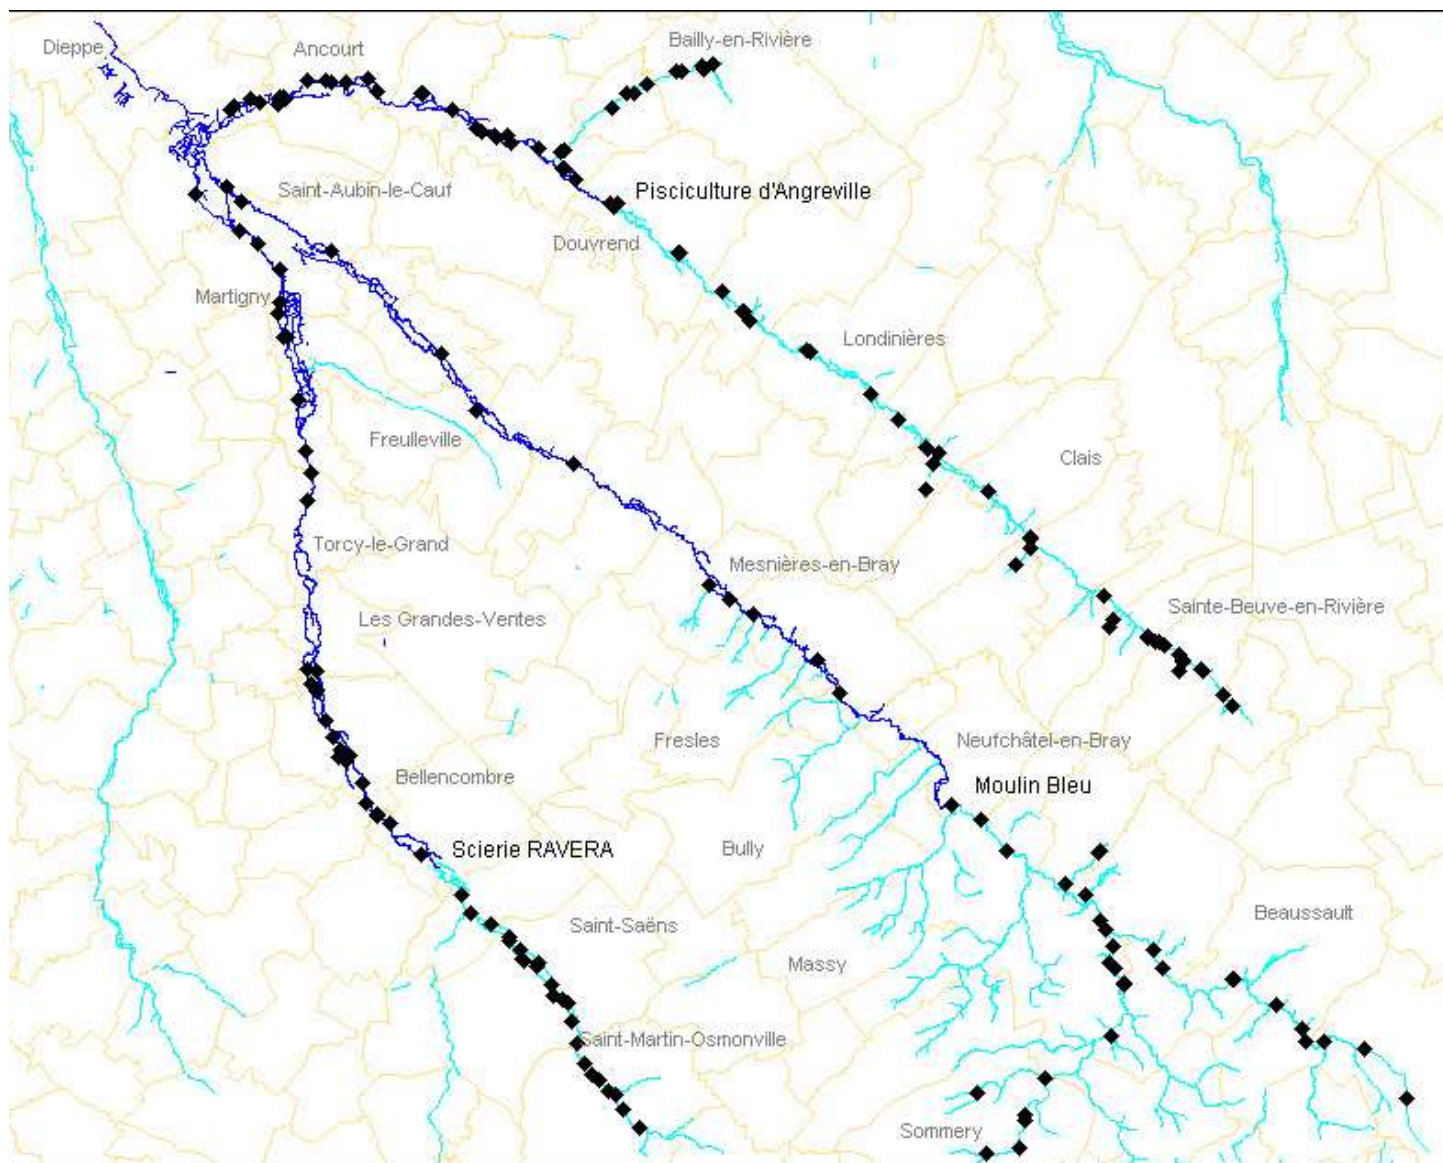 Dieppe
Ancourt
Bailly-en-Rivière
Saint-Aubin-le-Cauf
Pisciculture d'Angreville
Douvrend
Martigny
Londinières
Freulleville
Clais
Torcy-le-Grand
Mesnières-en-Bray
Sainte-Beuve-en-Rivière
Les Grandes-Ventes
Fresles
Neufchâtel-en-Bray
Bellencombre
Moulin Bleu
Scierie RAVERA
Bully
Beaussault
Saint-Saëns
Massy
Saint-Martin-Osmonville
Sommery